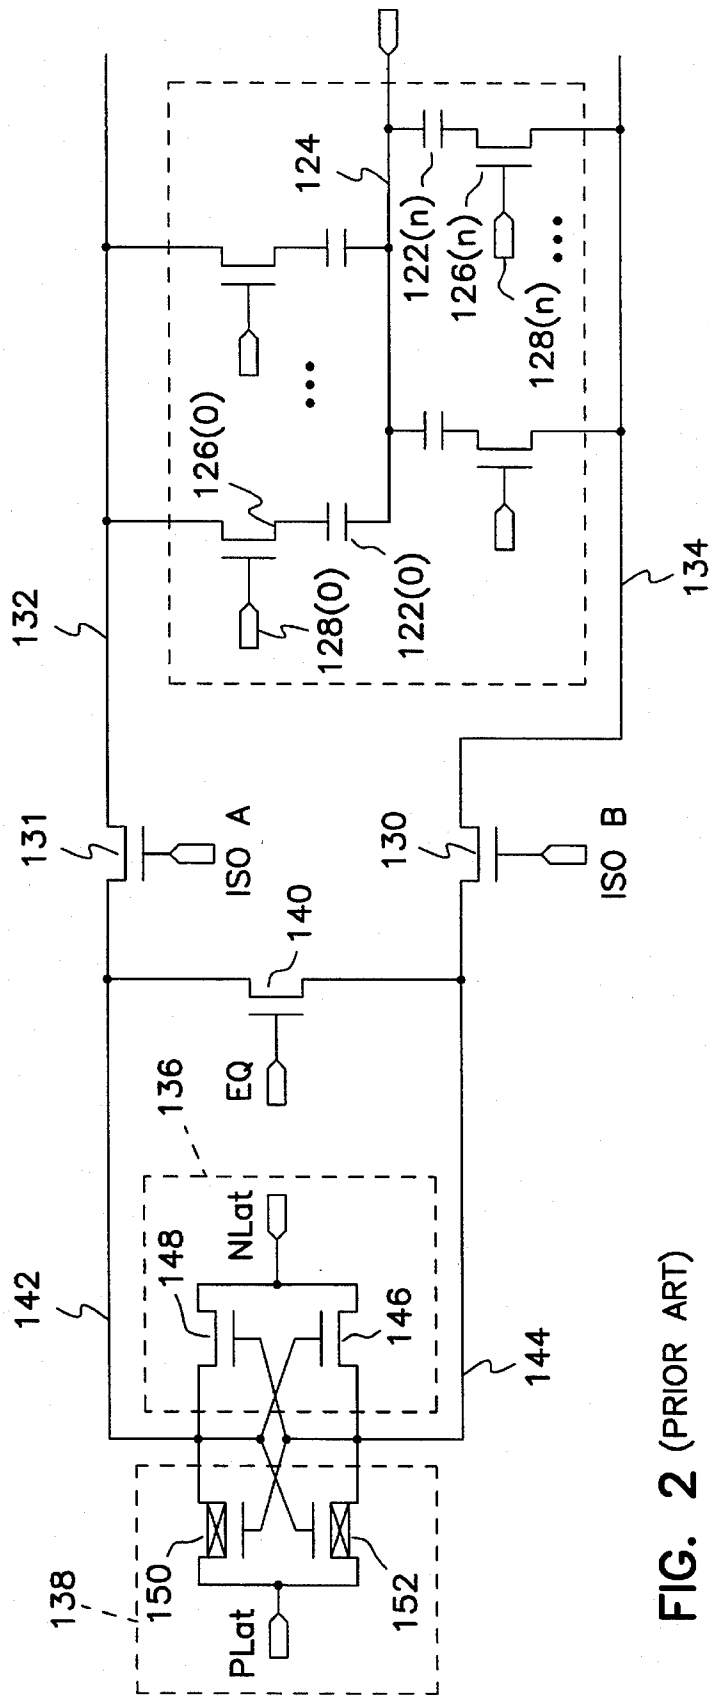 138
150
PLat
152
142
136
148
NLat
146
144
EQ
140
131
ISO A
130
ISO B
132
128(0)
126(0)
122(0)
134
124
122(n)
126(n)
128(n)
•••
•••
FIG. 2 (PRIOR ART)